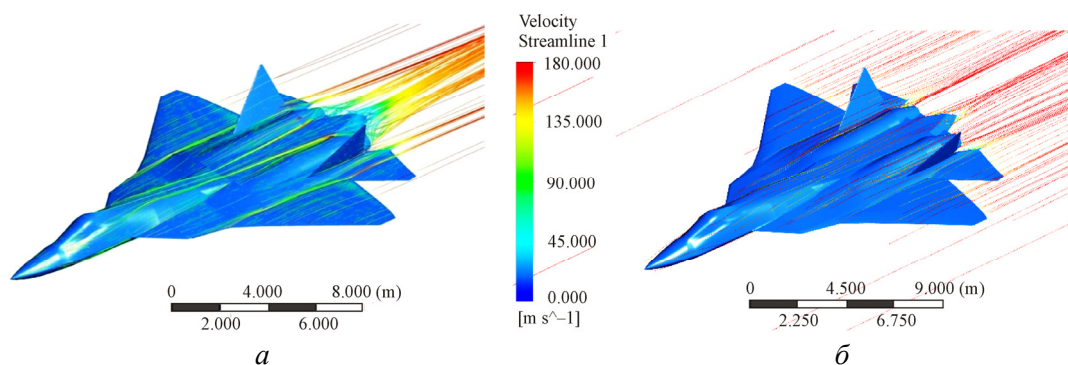 Velocity
Streamline 1
180.000
135.000
90.000
45.000
0.000
[m s^–1]
0 4.000 8.000 (m)
2.000 6.000
а
0 4.500 9.000 (m)
2.250 6.750
б